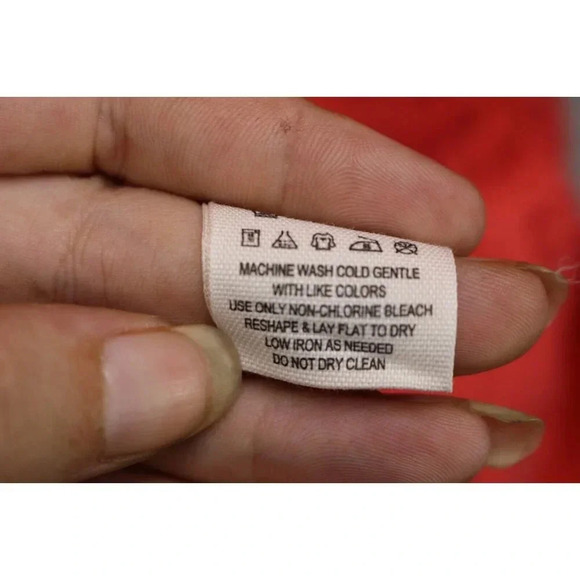 MACHINE WASH COLD GENTLE
WITH LIKE COLORS
USE ONLY NON-CHLORINE BLEACH
RESHAPE & LAY FLAT TO DRY
LOW IRON AS NEEDED
DO NOT DRY CLEAN